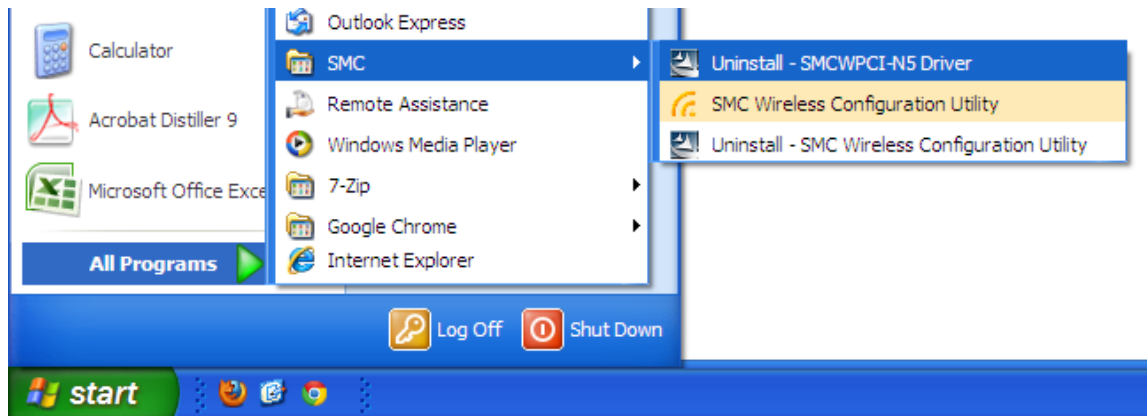 Calculator
Acrobat Distiller 9
Microsoft Office Exce
All Programs
Outlook Express
SMC
Remote Assistance
Windows Media Player
7-Zip
Google Chrome
Internet Explorer
Uninstall - SMCWPCI-N5 Driver
SMC Wireless Configuration Utility
Uninstall - SMC Wireless Configuration Utility
Log Off
Shut Down
start